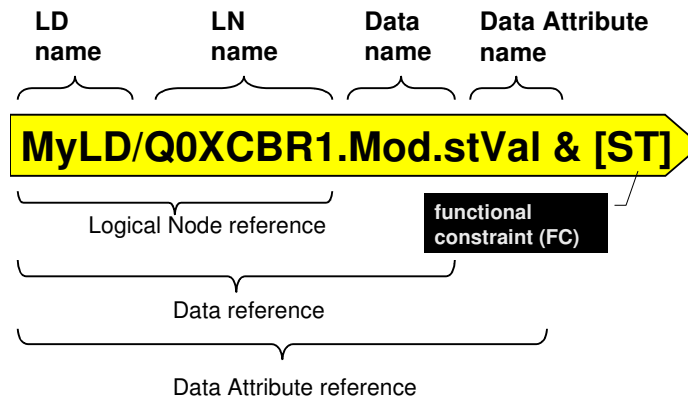 LD name
LN name
Data name
Data Attribute name
MyLD/Q0XCBR1.Mod.stVal & [ST]
Logical Node reference
functional
constraint (FC)
Data reference
Data Attribute reference